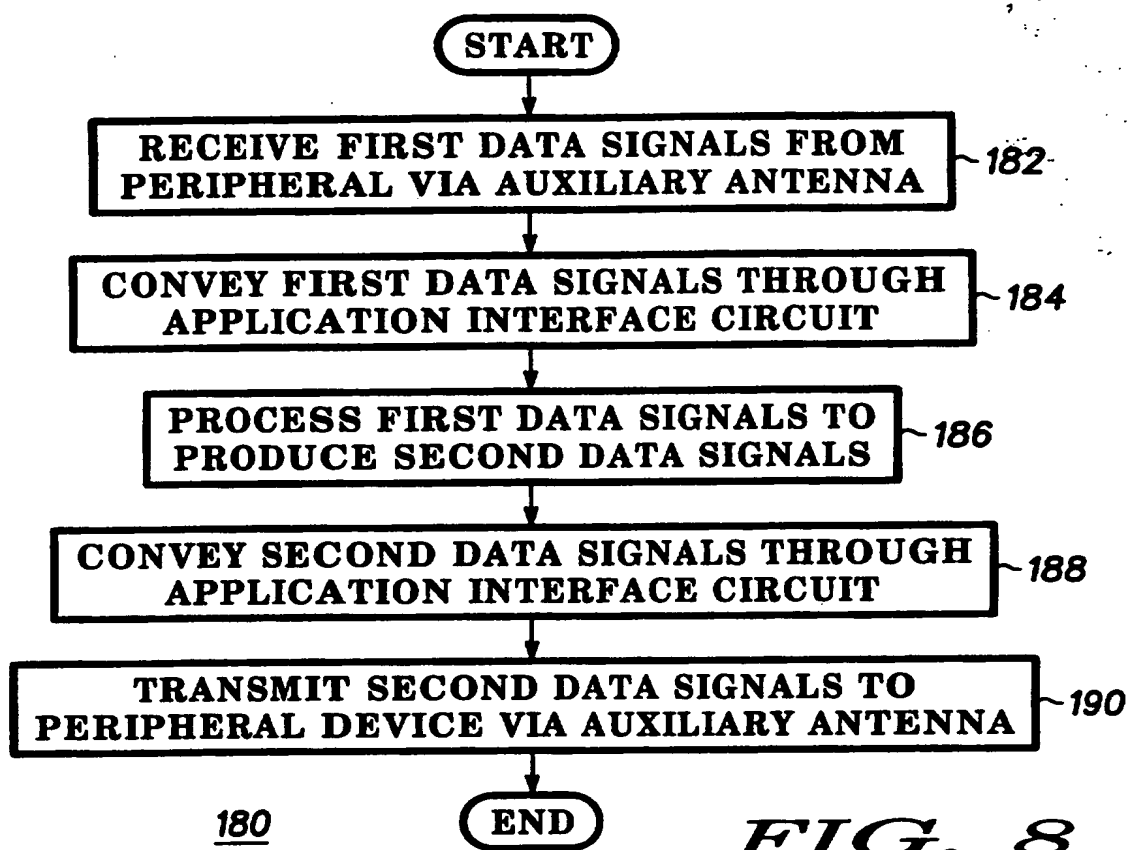 START
RECEIVE FIRST DATA SIGNALS FROM
PERIPHERAL VIA AUXILIARY ANTENNA
182
CONVEY FIRST DATA SIGNALS THROUGH
APPLICATION INTERFACE CIRCUIT
184
PROCESS FIRST DATA SIGNALS TO
PRODUCE SECOND DATA SIGNALS
186
CONVEY SECOND DATA SIGNALS THROUGH
APPLICATION INTERFACE CIRCUIT
188
TRANSMIT SECOND DATA SIGNALS TO
PERIPHERAL DEVICE VIA AUXILIARY ANTENNA
190
END
180
FIG. 8